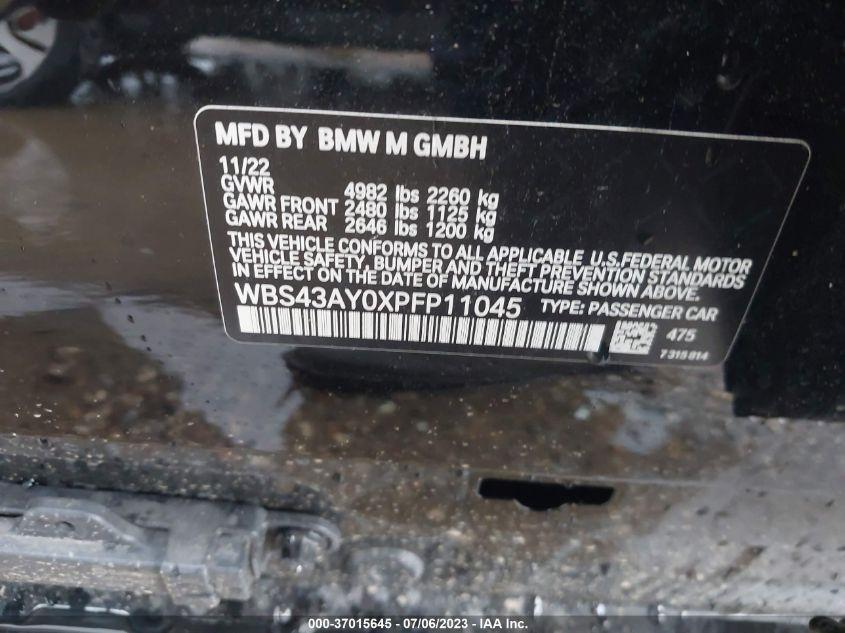 MFD BY BMW M GMBH
11/22
GVWR 4982 lbs 2260 kg
GAWR FRONT 2480 lbs 1125 kg
GAWR REAR 2646 lbs 1200 kg
THIS VEHICLE CONFORMS TO ALL APPLICABLE U.S.FEDERAL MOTOR
VEHICLE SAFETY, BUMPER AND THEFT PREVENTION STANDARDS
IN EFFECT ON THE DATE OF MANUFACTURE SHOWN ABOVE.
WBS43AY0XPFP11045 TYPE: PASSENGER CAR
475
7 315 814
000-37015645 - 07/06/2023 - IAA Inc.